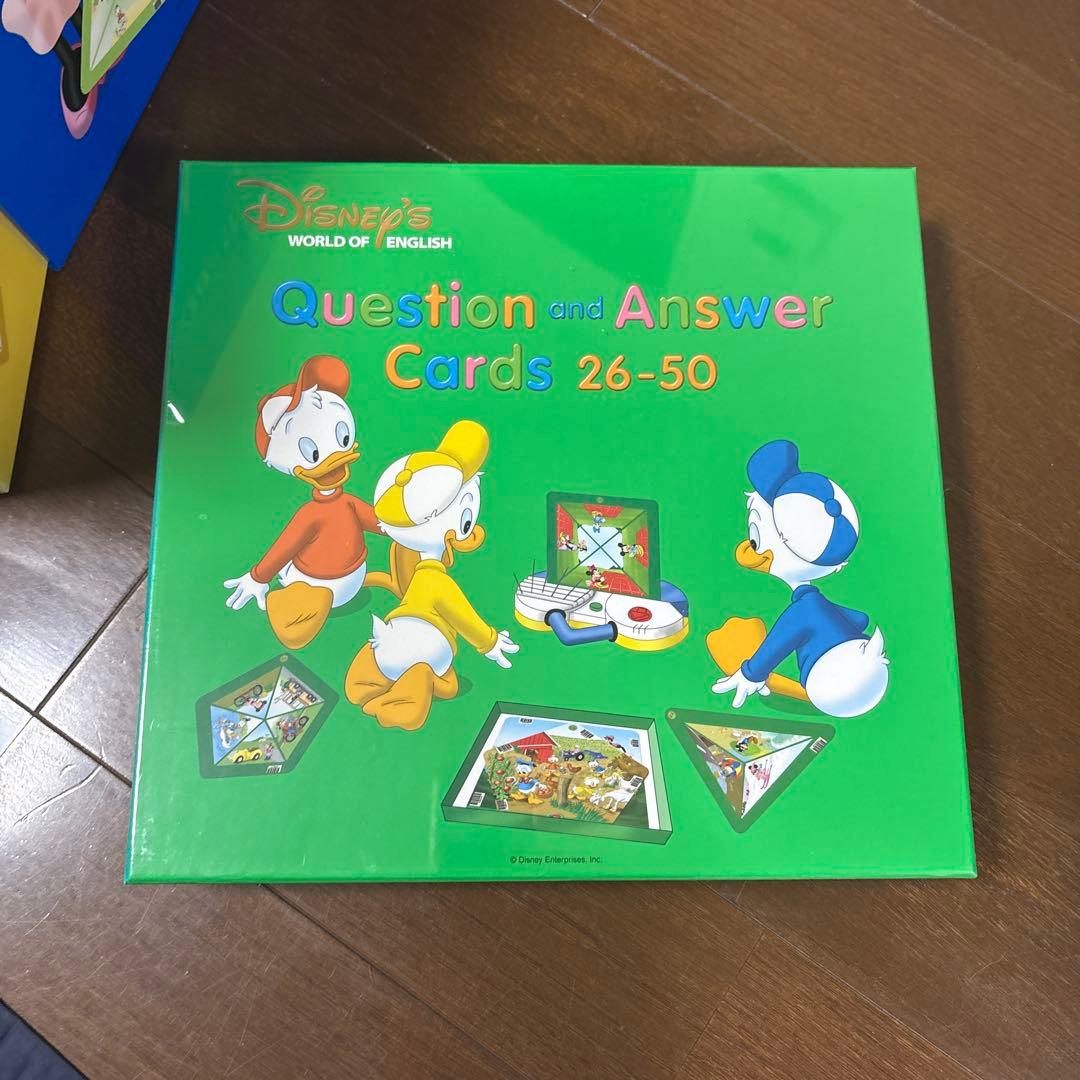 Disney's
WORLD OF ENGLISH
Question and Answer
Cards 26-50
© Disney Enterprises, Inc.